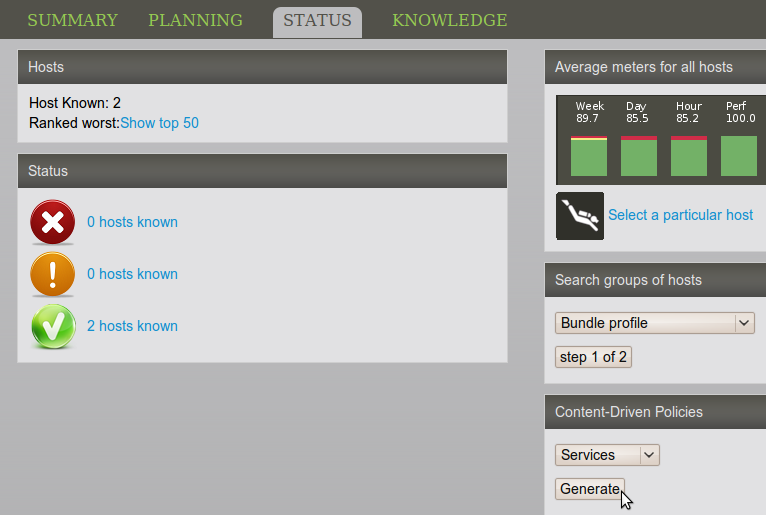 SUMMARY PLANNING STATUS KNOWLEDGE
Hosts
Host Known: 2
Ranked worst:Show top 50
Status
0 hosts known
0 hosts known
2 hosts known
Average meters for all hosts
Week Day Hour Perf
89.7 85.5 85.2 100.0
Select a particular host
Search groups of hosts
Bundle profile
step 1 of 2
Content-Driven Policies
Services
Generate